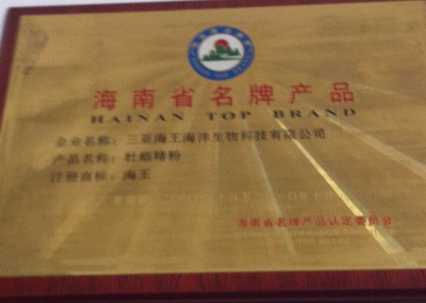 海南省名牌产品
HAINAN TOP BRAND
企业名称：三亚海王海洋生物科技有限公司
产品名称：牡蛎精粉
注册商标：海王
海南省名牌产品认定委员会